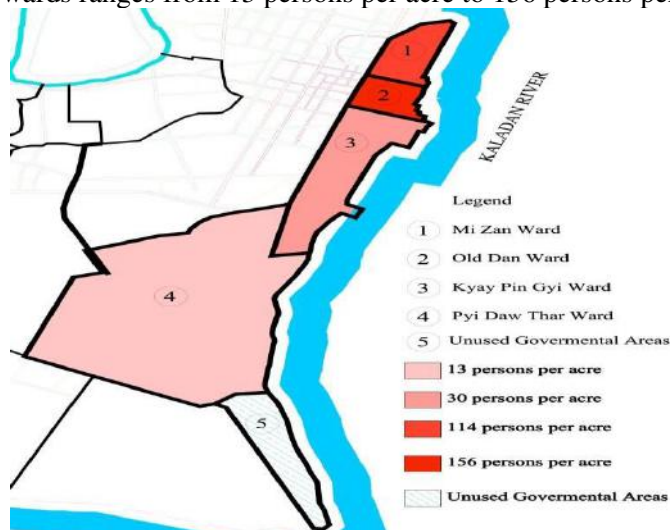 wards ranges from 13 persons per acre to 156 persons pe
1
2
3
KALADAN RIVER
4
5
Legend
1 Mi Zan Ward
2 Old Dan Ward
3 Kyay Pin Gyi Ward
4 Pyi Daw Thar Ward
5 Unused Govermental Areas
13 persons per acre
30 persons per acre
114 persons per acre
156 persons per acre
Unused Govermental Areas